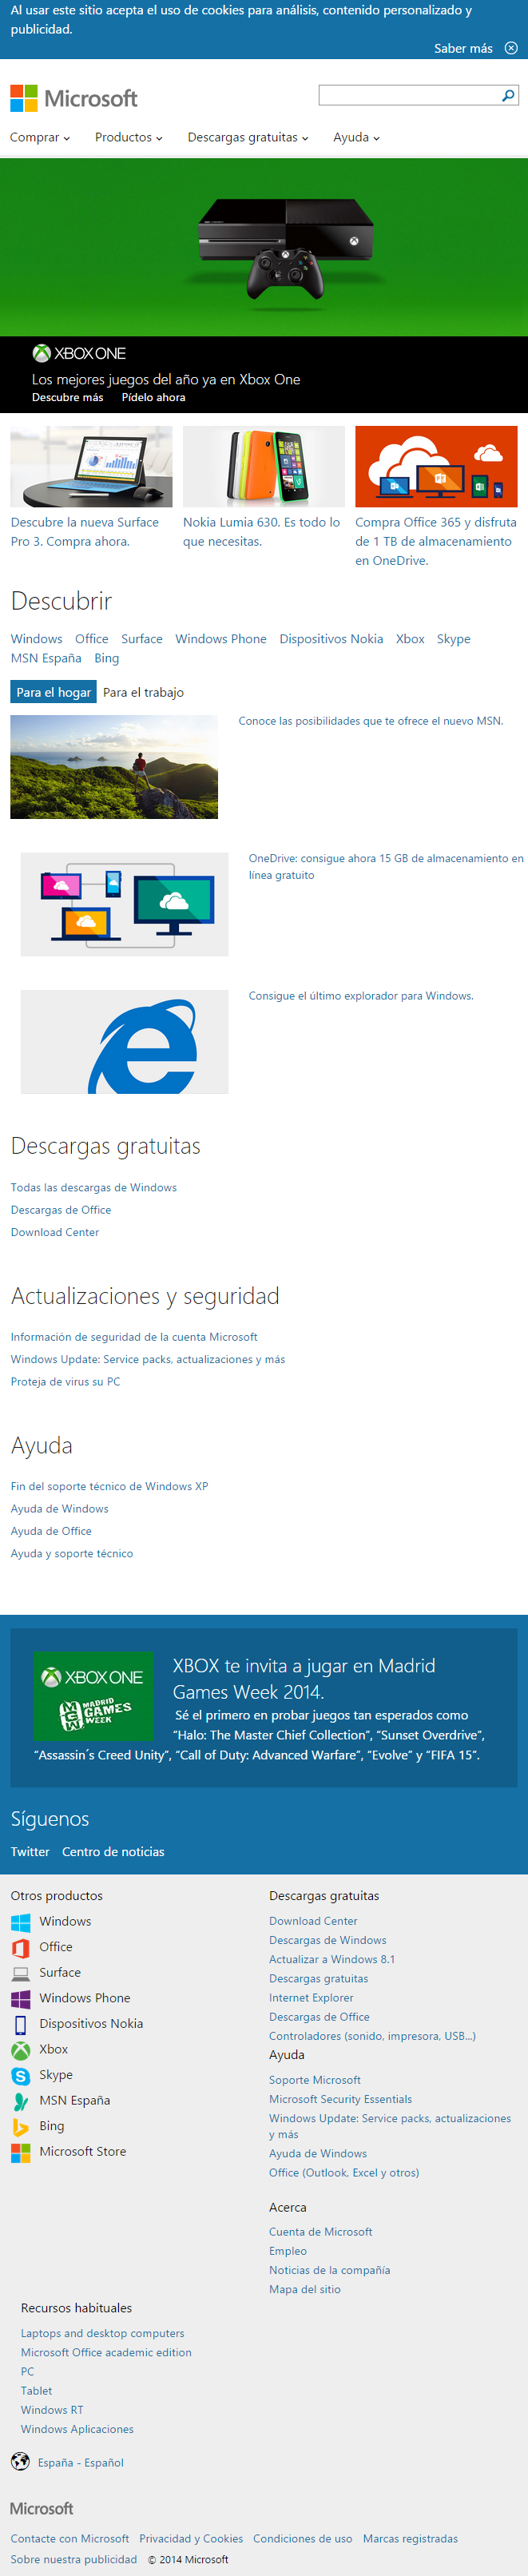 Al usar este sitio acepta el uso de cookies para análisis, contenido personalizado y
publicidad.
Saber más
Microsoft
Comprar
Productos
Descargas gratuitas
Ayuda
XBOX ONE
Los mejores juegos del año ya en Xbox One
Descubre más
Pídelo ahora
Descubre la nueva Surface
Pro 3. Compra ahora.
Nokia Lumia 630. Es todo lo
que necesitas.
Compra Office 365 y disfruta
de 1 TB de almacenamiento
en OneDrive.
Descubrir
Windows Office Surface Windows Phone Dispositivos Nokia Xbox Skype
MSN España Bing
Para el hogar
Para el trabajo
Conoce las posibilidades que te ofrece el nuevo MSN.
OneDrive: consigue ahora 15 GB de almacenamiento en
línea gratuito
Consigue el último explorador para Windows.
Descargas gratuitas
Todas las descargas de Windows
Descargas de Office
Download Center
Actualizaciones y seguridad
Información de seguridad de la cuenta Microsoft
Windows Update: Service packs, actualizaciones y más
Proteja de virus su PC
Ayuda
Fin del soporte técnico de Windows XP
Ayuda de Windows
Ayuda de Office
Ayuda y soporte técnico
XBOX ONE
MADRID
GAMES
WEEK
XBOX te invita a jugar en Madrid
Games Week 2014.
Sé el primero en probar juegos tan esperados como
“Halo: The Master Chief Collection”, “Sunset Overdrive”,
“Assassin´s Creed Unity”, “Call of Duty: Advanced Warfare”, “Evolve” y “FIFA 15”.
Síguenos
Twitter Centro de noticias
Otros productos
Windows
Office
Surface
Windows Phone
Dispositivos Nokia
Xbox
Skype
MSN España
Bing
Microsoft Store
Descargas gratuitas
Download Center
Descargas de Windows
Actualizar a Windows 8.1
Descargas gratuitas
Internet Explorer
Descargas de Office
Controladores (sonido, impresora, USB...)
Ayuda
Soporte Microsoft
Microsoft Security Essentials
Windows Update: Service packs, actualizaciones
y más
Ayuda de Windows
Office (Outlook, Excel y otros)
Acerca
Cuenta de Microsoft
Empleo
Noticias de la compañía
Mapa del sitio
Recursos habituales
Laptops and desktop computers
Microsoft Office academic edition
PC
Tablet
Windows RT
Windows Aplicaciones
España - Español
Microsoft
Contacte con Microsoft Privacidad y Cookies Condiciones de uso Marcas registradas
Sobre nuestra publicidad © 2014 Microsoft